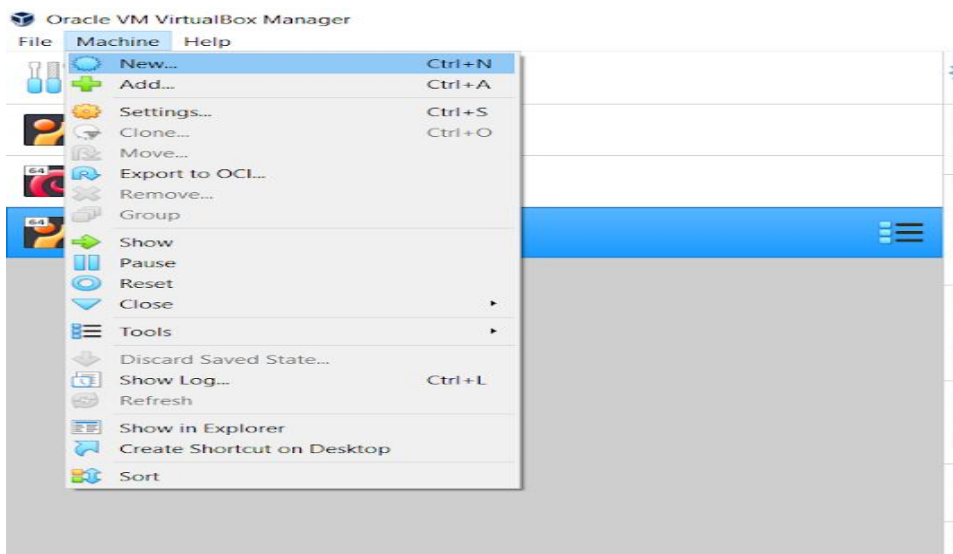 Oracle VM VirtualBox Manager
File Machine Help
New... Ctrl+N
Add... Ctrl+A
Settings... Ctrl+S
Clone... Ctrl+O
Move...
Export to OCI...
Remove...
Group
Show
Pause
Reset
Close
Tools
Discard Saved State...
Show Log... Ctrl+L
Refresh
Show in Explorer
Create Shortcut on Desktop
Sort
64
64